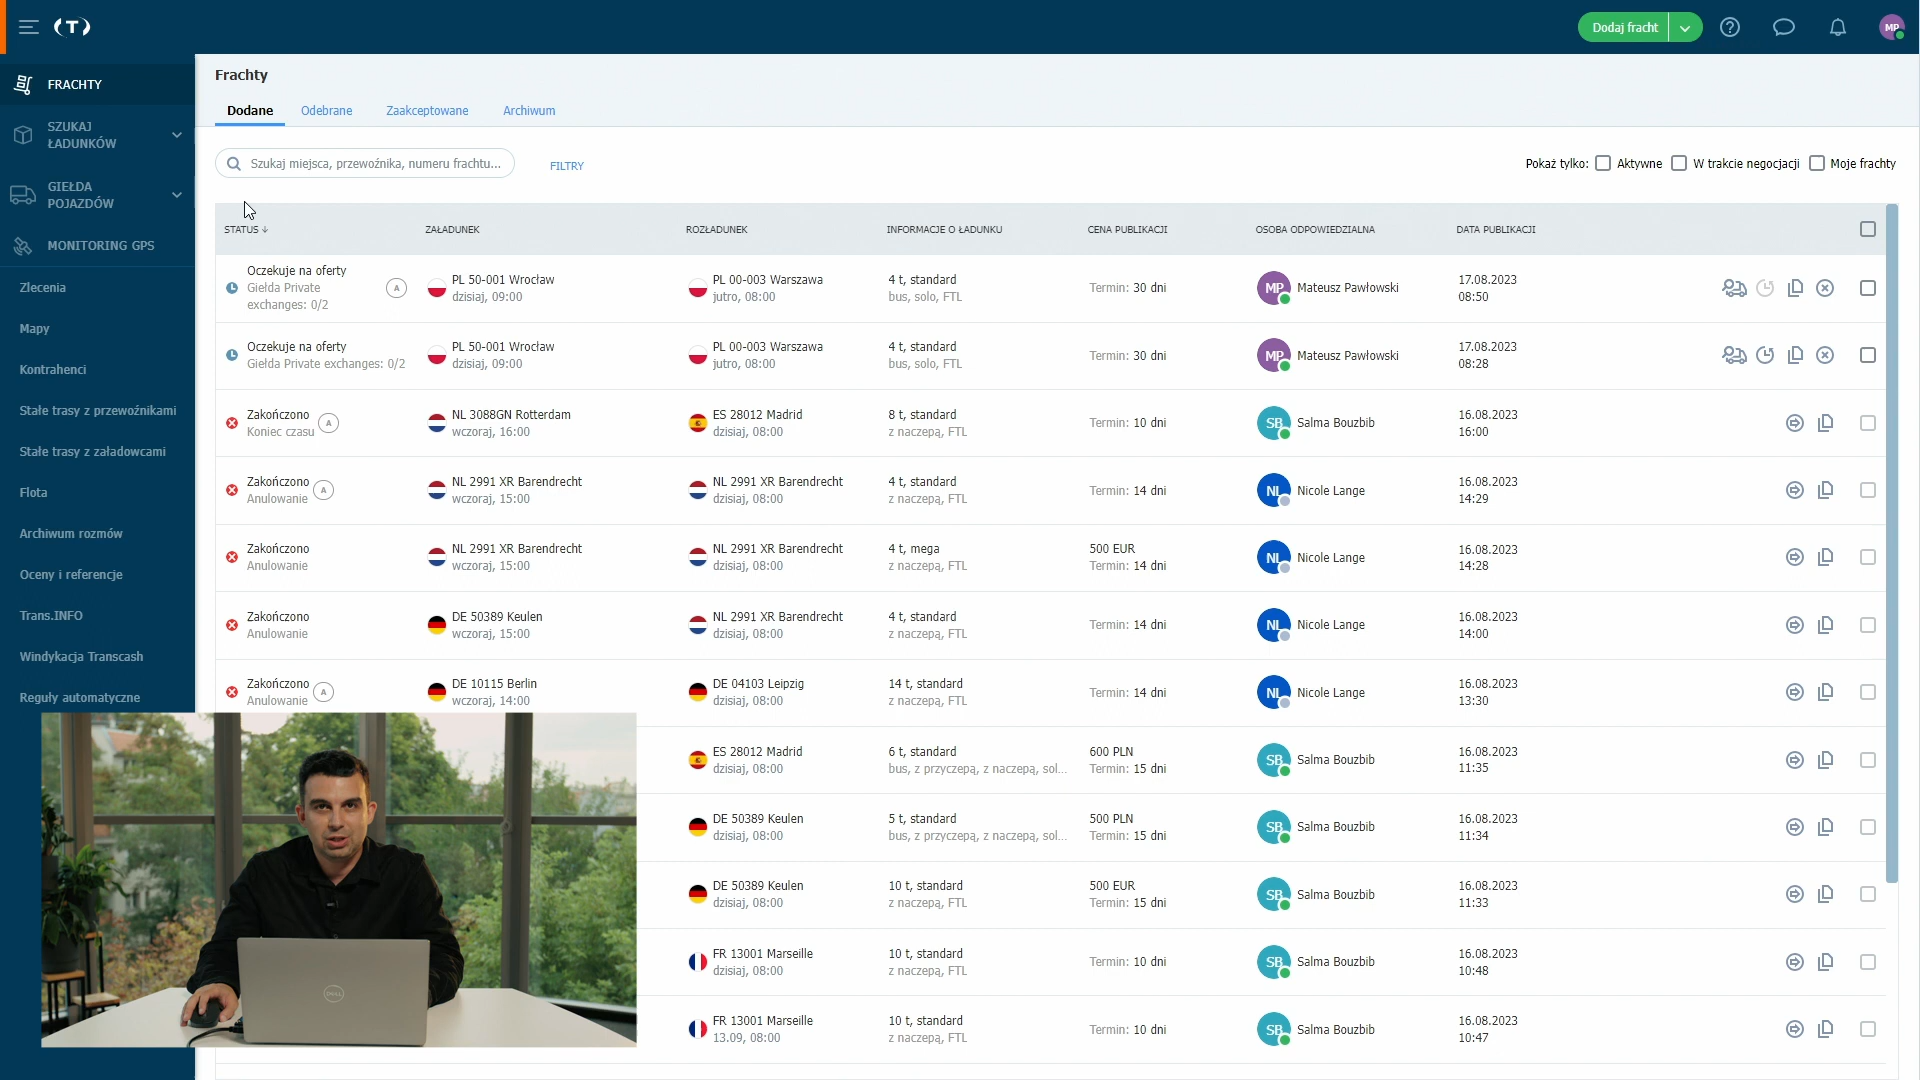 (T)
Dodaj fracht
MP
FRACHTY
SZUKAJ
ŁADUNKÓW
GIEŁDA
POJAZDÓW
MONITORING GPS
Zlecenia
Mapy
Kontrahenci
Stałe trasy z przewoźnikami
Stałe trasy z załadowcami
Flota
Archiwum rozmów
Oceny i referencje
Trans.INFO
Windykacja Transcash
Reguły automatyczne
Frachty
Dodane Odebrane Zaakceptowane Archiwum
Szukaj miejsca, przewoźnika, numeru frachtu...
FILTRY
Pokaż tylko: Aktywne W trakcie negocjacji Moje frachty
STATUS ZAŁADUNEK ROZŁADUNEK INFORMACJE O ŁADUNKU CENA PUBLIKACJI OSOBA ODPOWIEDZIALNA DATA PUBLIKACJI
Oczekuje na oferty
Giełda Private
exchanges: 0/2
A
PL 50-001 Wrocław
dzisiaj, 09:00
PL 00-003 Warszawa
jutro, 08:00
4 t, standard
bus, solo, FTL
Termin: 30 dni
MP Mateusz Pawłowski
17.08.2023
08:50
Oczekuje na oferty
Giełda Private exchanges: 0/2
PL 50-001 Wrocław
dzisiaj, 09:00
PL 00-003 Warszawa
jutro, 08:00
4 t, standard
bus, solo, FTL
Termin: 30 dni
MP Mateusz Pawłowski
17.08.2023
08:28
Zakończono
Koniec czasu
A
NL 3088GN Rotterdam
wczoraj, 16:00
ES 28012 Madrid
dzisiaj, 08:00
8 t, standard
z naczepą, FTL
Termin: 10 dni
SB Salma Bouzbib
16.08.2023
16:00
Zakończono
Anulowanie
A
NL 2991 XR Barendrecht
wczoraj, 15:00
NL 2991 XR Barendrecht
dzisiaj, 08:00
4 t, standard
z naczepą, FTL
Termin: 14 dni
NL Nicole Lange
16.08.2023
14:29
Zakończono
Anulowanie
NL 2991 XR Barendrecht
wczoraj, 15:00
NL 2991 XR Barendrecht
dzisiaj, 08:00
4 t, mega
z naczepą, FTL
500 EUR
Termin: 14 dni
NL Nicole Lange
16.08.2023
14:28
Zakończono
Anulowanie
DE 50389 Keulen
wczoraj, 15:00
NL 2991 XR Barendrecht
dzisiaj, 08:00
4 t, standard
z naczepą, FTL
Termin: 14 dni
NL Nicole Lange
16.08.2023
14:00
Zakończono
Anulowanie
A
DE 10115 Berlin
wczoraj, 14:00
DE 04103 Leipzig
dzisiaj, 08:00
14 t, standard
z naczepą, FTL
Termin: 14 dni
NL Nicole Lange
16.08.2023
13:30
ES 28012 Madrid
dzisiaj, 08:00
6 t, standard
bus, z przyczepą, z naczepą, sol...
600 PLN
Termin: 15 dni
SB Salma Bouzbib
16.08.2023
11:35
DE 50389 Keulen
dzisiaj, 08:00
5 t, standard
bus, z przyczepą, z naczepą, sol...
500 PLN
Termin: 15 dni
SB Salma Bouzbib
16.08.2023
11:34
DE 50389 Keulen
dzisiaj, 08:00
10 t, standard
z naczepą, FTL
500 EUR
Termin: 15 dni
SB Salma Bouzbib
16.08.2023
11:33
FR 13001 Marseille
dzisiaj, 08:00
10 t, standard
z naczepą, FTL
Termin: 10 dni
SB Salma Bouzbib
16.08.2023
10:48
FR 13001 Marseille
13.09, 08:00
10 t, standard
z naczepą, FTL
Termin: 10 dni
SB Salma Bouzbib
16.08.2023
10:47
DELL